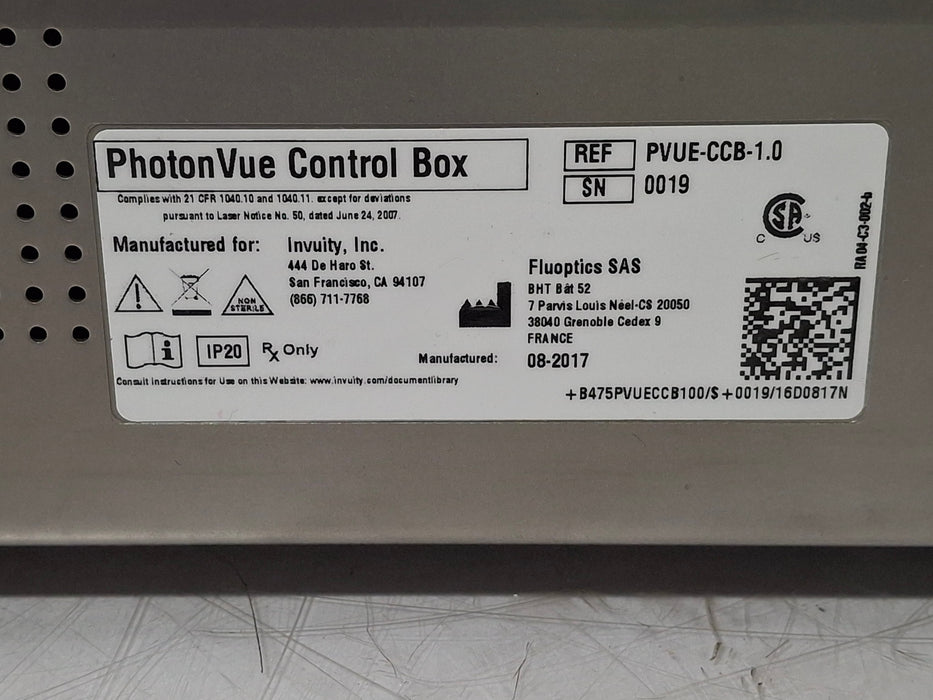 PhotonVue Control Box
REF PVUE-CCB-1.0
SN 0019
Complies with 21 CFR 1040.10 and 1040.11. except for deviations
pursuant to Laser Notice No. 50, dated June 24, 2007.
Manufactured for: Invuity, Inc.
444 De Haro St.
San Francisco, CA 94107
(866) 711-7768
NON
STERILE
i
IP20
Rx Only
Consult instructions for Use on this Website: www.invuity.com/documentlibrary
Fluoptics SAS
BHT Bât 52
7 Parvis Louis Néel-CS 20050
38040 Grenoble Cedex 9
FRANCE
Manufactured: 08-2017
SA
C US
RA 04-C3-002-b
+B475PVUECCB100/$+0019/16D0817N